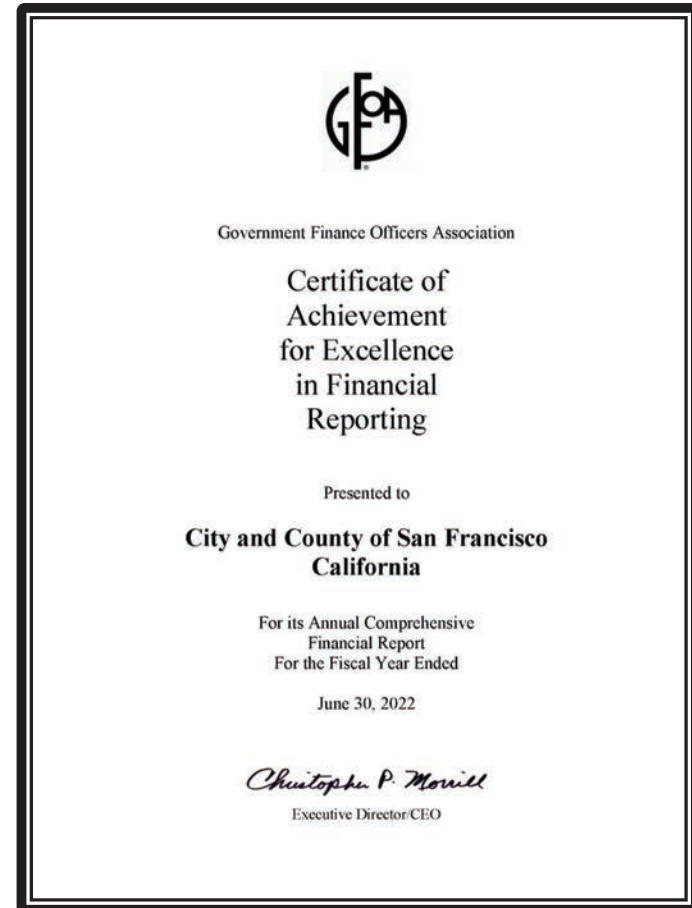 GFOA
Government Finance Officers Association
Certificate of
Achievement
for Excellence
in Financial
Reporting
Presented to
City and County of San Francisco
California
For its Annual Comprehensive
Financial Report
For the Fiscal Year Ended
June 30, 2022
Christopher P. Morrill
Executive Director/CEO